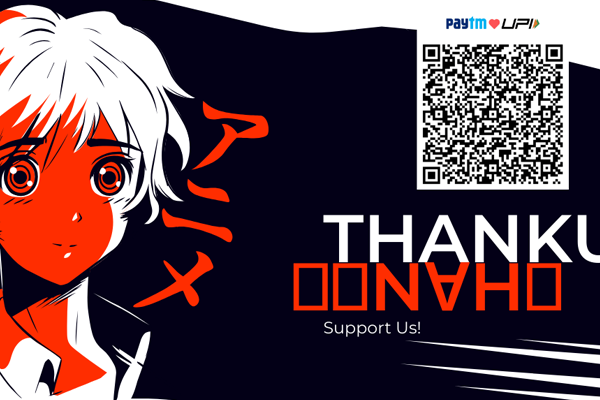 paytm♥UPI
アニメ
THANKU
▯▯N∀H▯
Support Us!